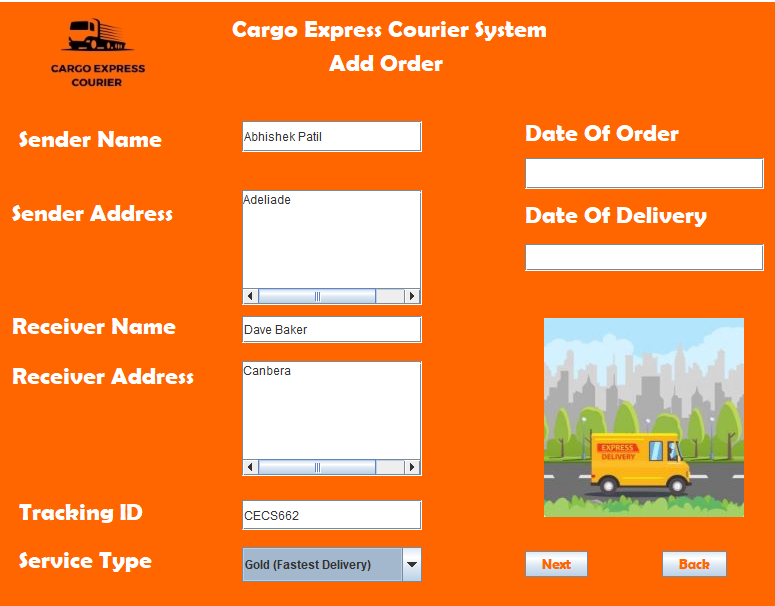 Cargo Express Courier System
Add Order
CARGO EXPRESS
COURIER
Sender Name
Abhishek Patil
Date Of Order
Sender Address
Adeliade
Date Of Delivery
Receiver Name
Dave Baker
Receiver Address
Canbera
EXPRESS
DELIVERY
Tracking ID
CECS662
Service Type
Gold (Fastest Delivery)
Next
Back